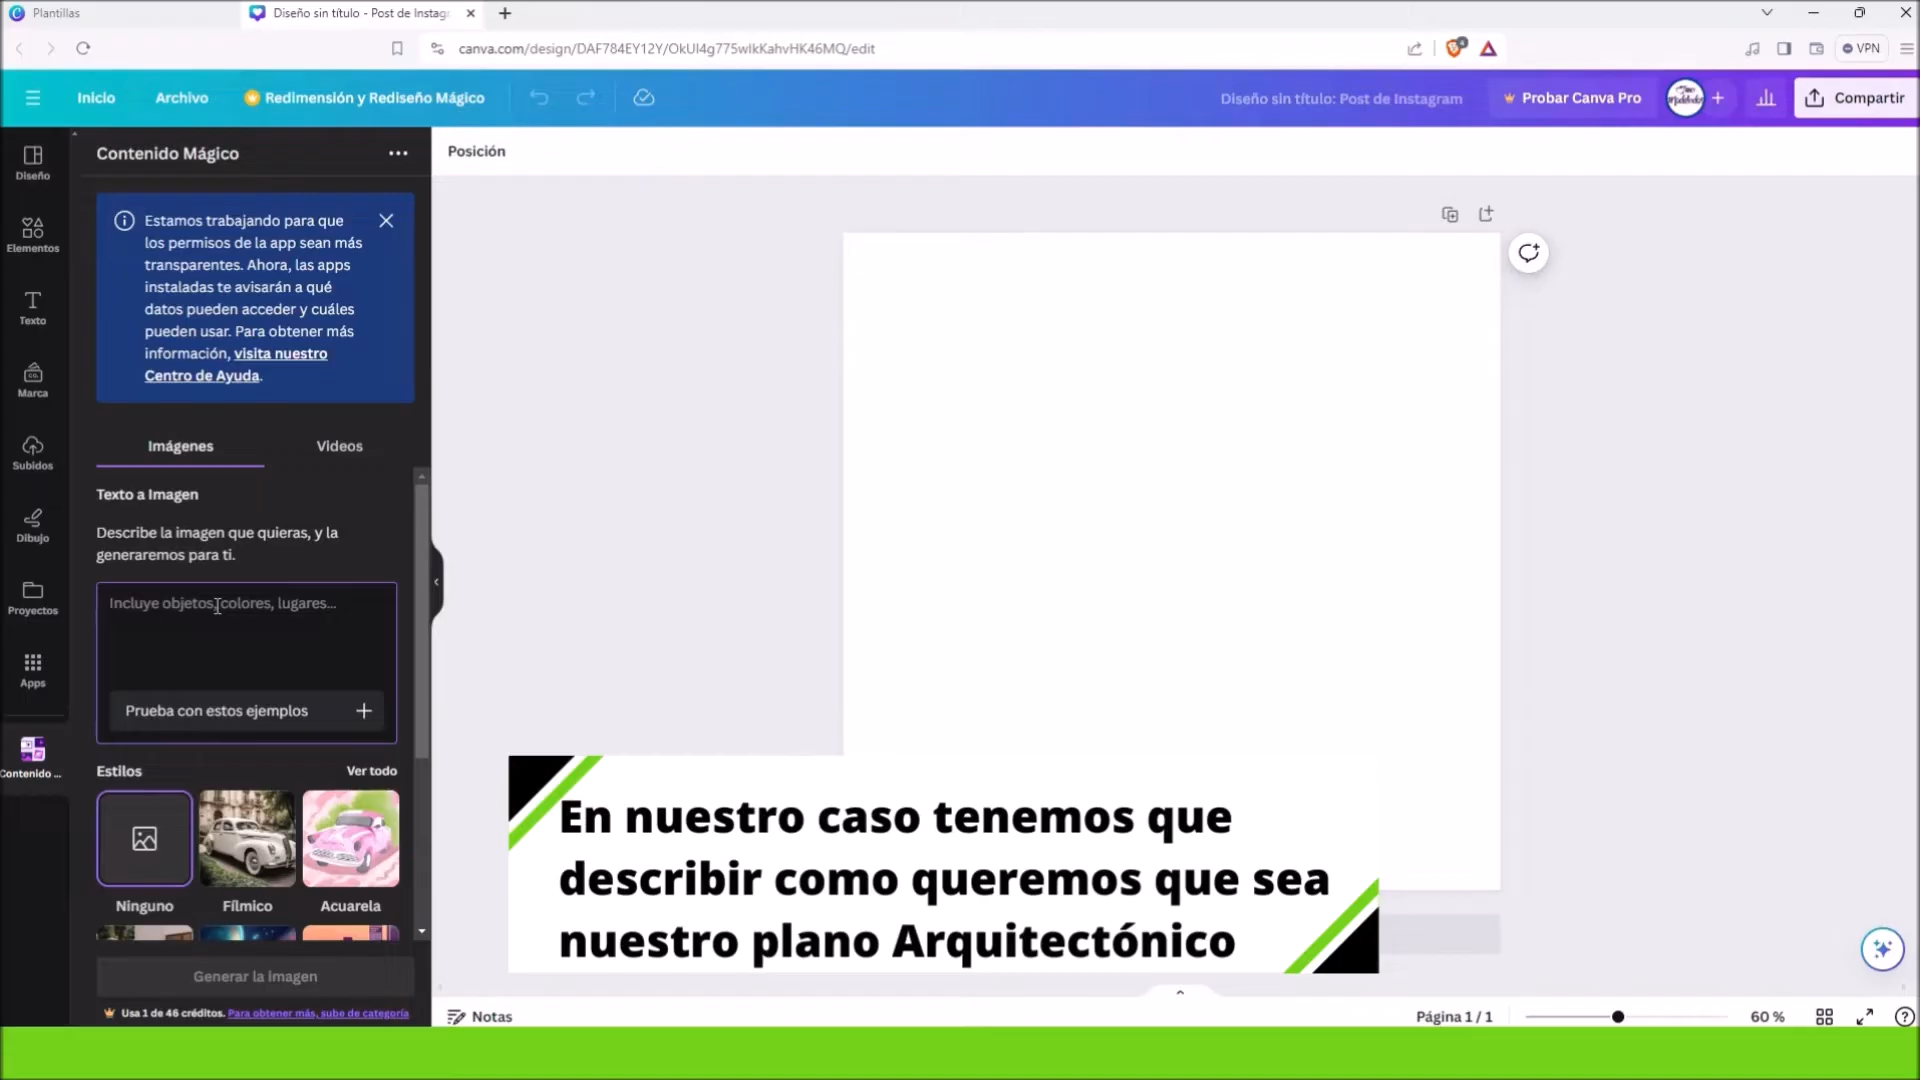 Plantillas
Diseño sin título - Post de Instag
canva.com/design/DAF784EY12Y/OkUI4g775wIkKahvHK46MQ/edit
4
VPN
Inicio
Archivo
Redimensión y Rediseño Mágico
Diseño sin título: Post de Instagram
Probar Canva Pro
Compartir
Diseño
Elementos
Texto
Marca
Subidos
Dibujo
Proyectos
Apps
Contenido ...
Contenido Mágico
Estamos trabajando para que
los permisos de la app sean más
transparentes. Ahora, las apps
instaladas te avisarán a qué
datos pueden acceder y cuáles
pueden usar. Para obtener más
información, visita nuestro
Centro de Ayuda.
Imágenes
Videos
Texto a Imagen
Describe la imagen que quieras, y la
generaremos para ti.
Incluye objetos, colores, lugares...
Prueba con estos ejemplos
Estilos
Ver todo
Ninguno
Fílmico
Acuarela
Generar la imagen
Usa 1 de 46 créditos. Para obtener más, sube de categoría
Posición
En nuestro caso tenemos que
describir como queremos que sea
nuestro plano Arquitectónico
Notas
Página 1 / 1
60 %